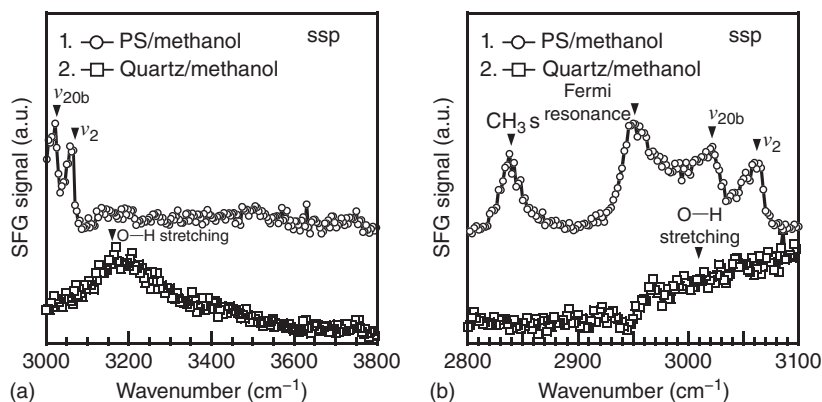 1. PS/methanol ssp
2. Quartz/methanol
ν20b
ν2
O—H stretching
SFG signal (a.u.)
3000 3200 3400 3600 3800
(a) Wavenumber (cm−1)
1. PS/methanol ssp
2. Quartz/methanol
Fermi
resonance
CH3 s
ν20b
ν2
O—H
stretching
SFG signal (a.u.)
2800 2900 3000 3100
(b) Wavenumber (cm−1)